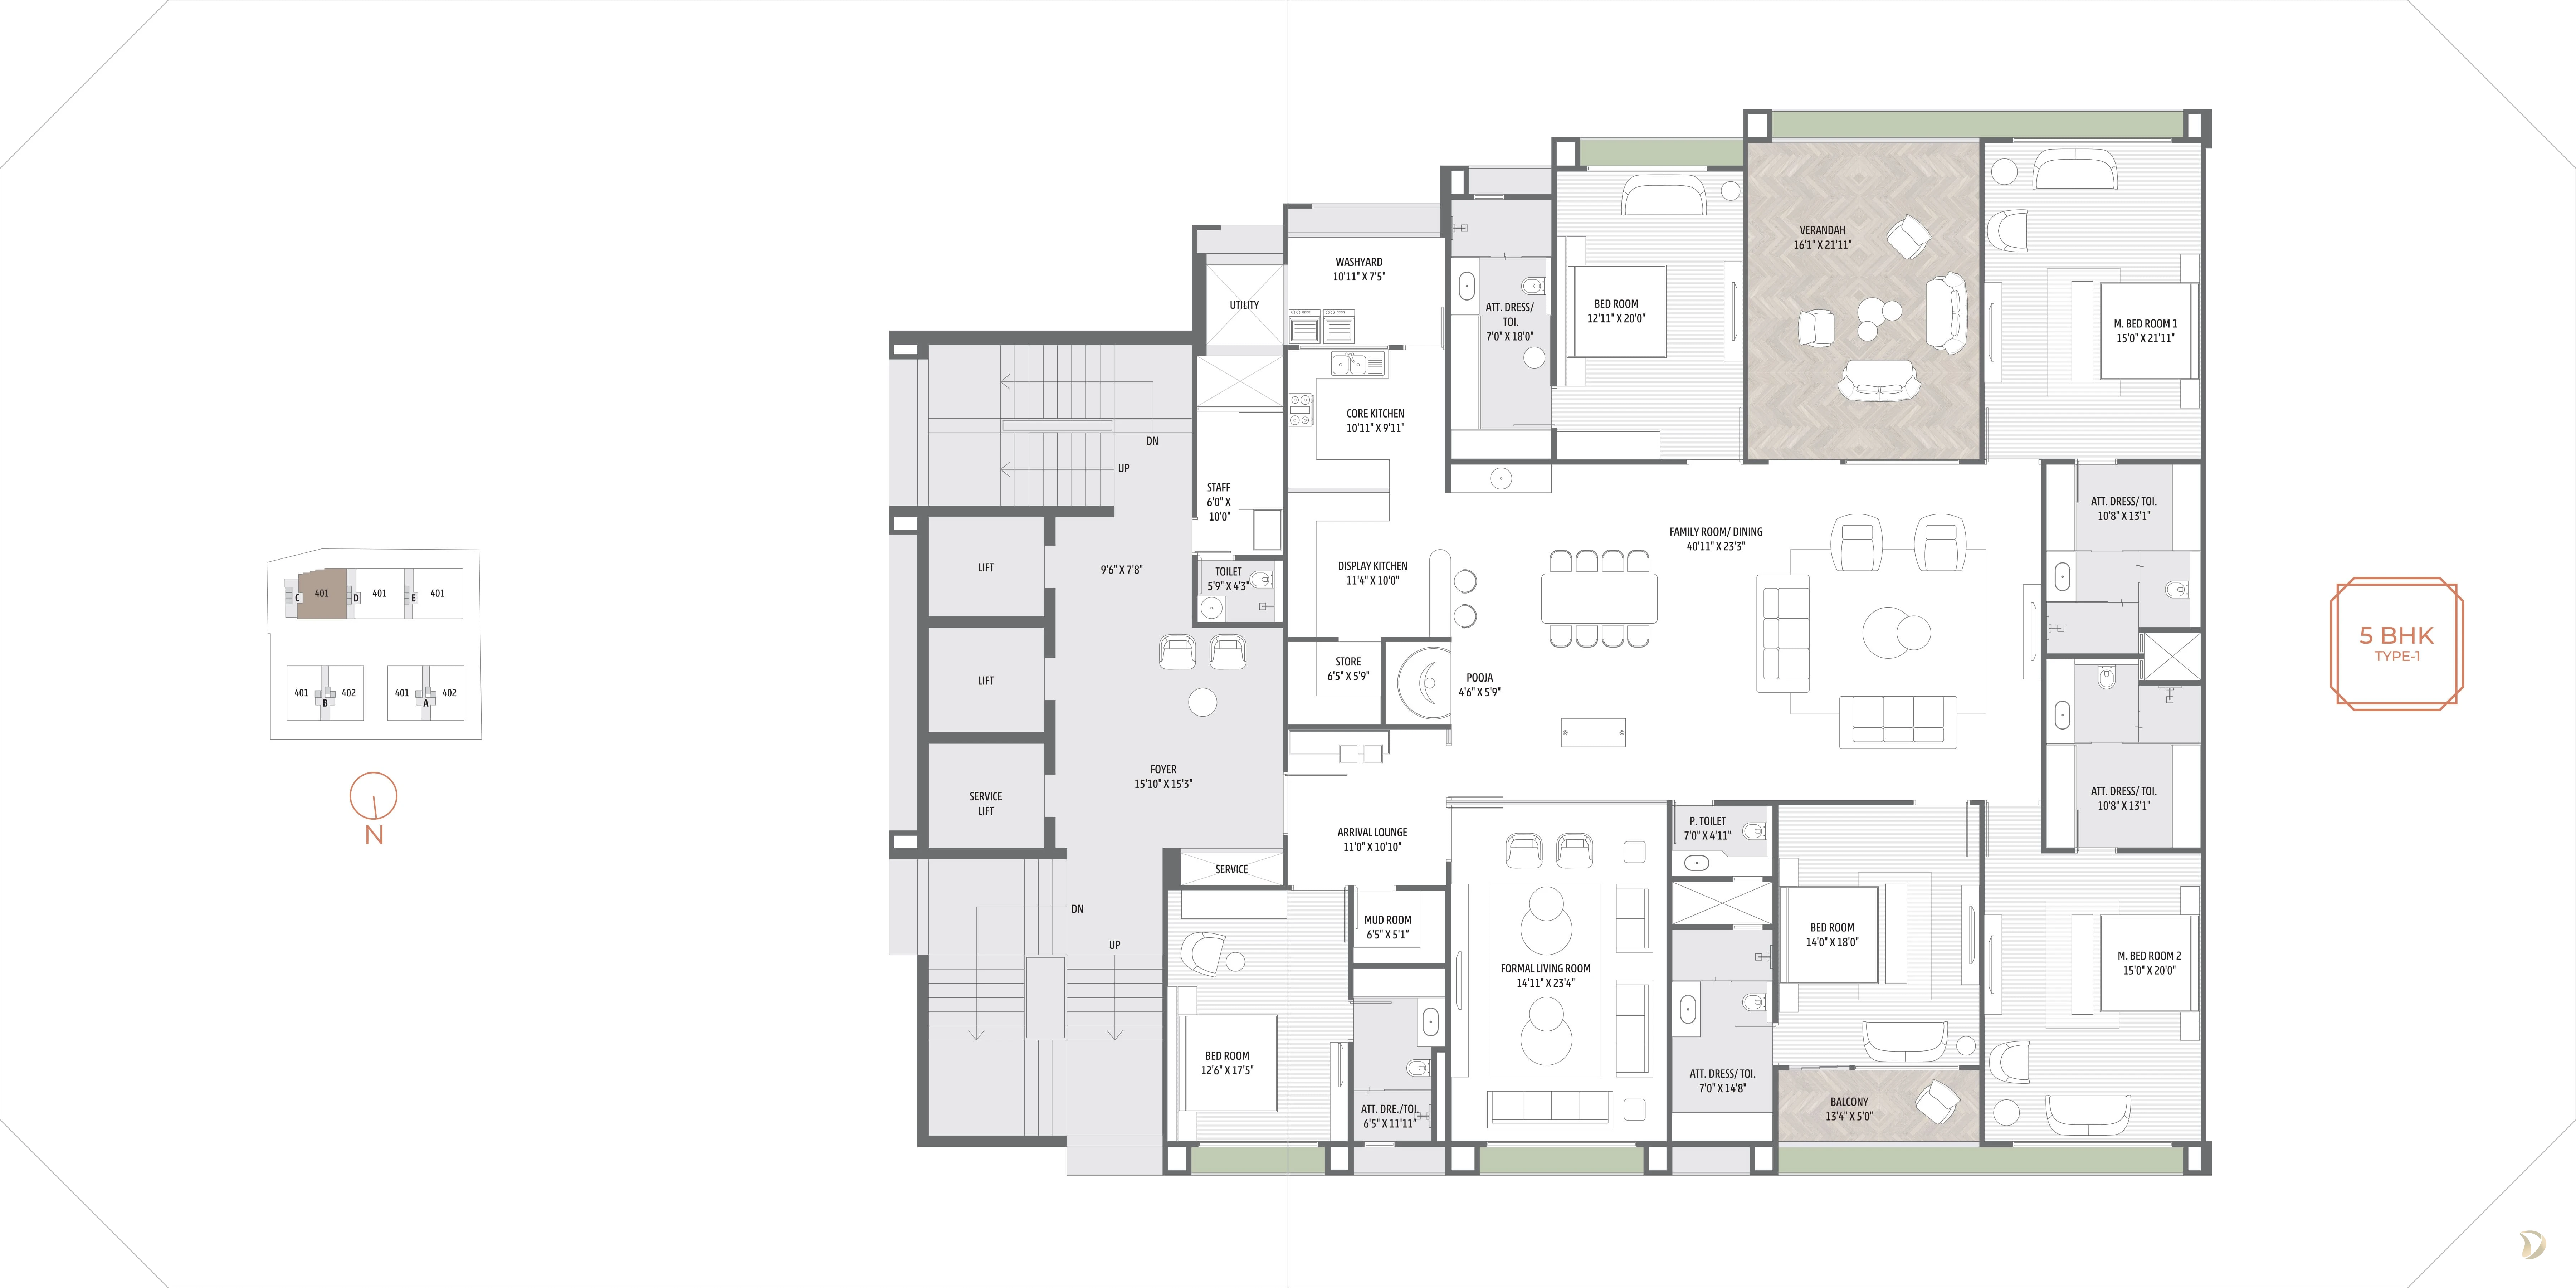 VERANDAH
16'1" X 21'11"
WASHYARD
10'11" X 7'5"
UTILITY
ATT. DRESS/
TOI.
7'0" X 18'0"
BED ROOM
12'11" X 20'0"
M. BED ROOM 1
15'0" X 21'11"
CORE KITCHEN
10'11" X 9'11"
DN
UP
STAFF
6'0" X
10'0"
ATT. DRESS/ TOI.
10'8" X 13'1"
FAMILY ROOM/ DINING
40'11" X 23'3"
LIFT
9'6" X 7'8"
TOILET
5'9" X 4'3"
DISPLAY KITCHEN
11'4" X 10'0"
C
401
D
401
E
401
5 BHK
TYPE-1
STORE
6'5" X 5'9"
POOJA
4'6" X 5'9"
LIFT
401
B
402
401
A
402
FOYER
15'10" X 15'3"
SERVICE
LIFT
N
ATT. DRESS/ TOI.
10'8" X 13'1"
ARRIVAL LOUNGE
11'0" X 10'10"
P. TOILET
7'0" X 4'11"
SERVICE
DN
UP
MUD ROOM
6'5" X 5'1"
BED ROOM
14'0" X 18'0"
FORMAL LIVING ROOM
14'11" X 23'4"
M. BED ROOM 2
15'0" X 20'0"
BED ROOM
12'6" X 17'5"
ATT. DRESS/ TOI.
7'0" X 14'8"
ATT. DRE./TOI.
6'5" X 11'11"
BALCONY
13'4" X 5'0"